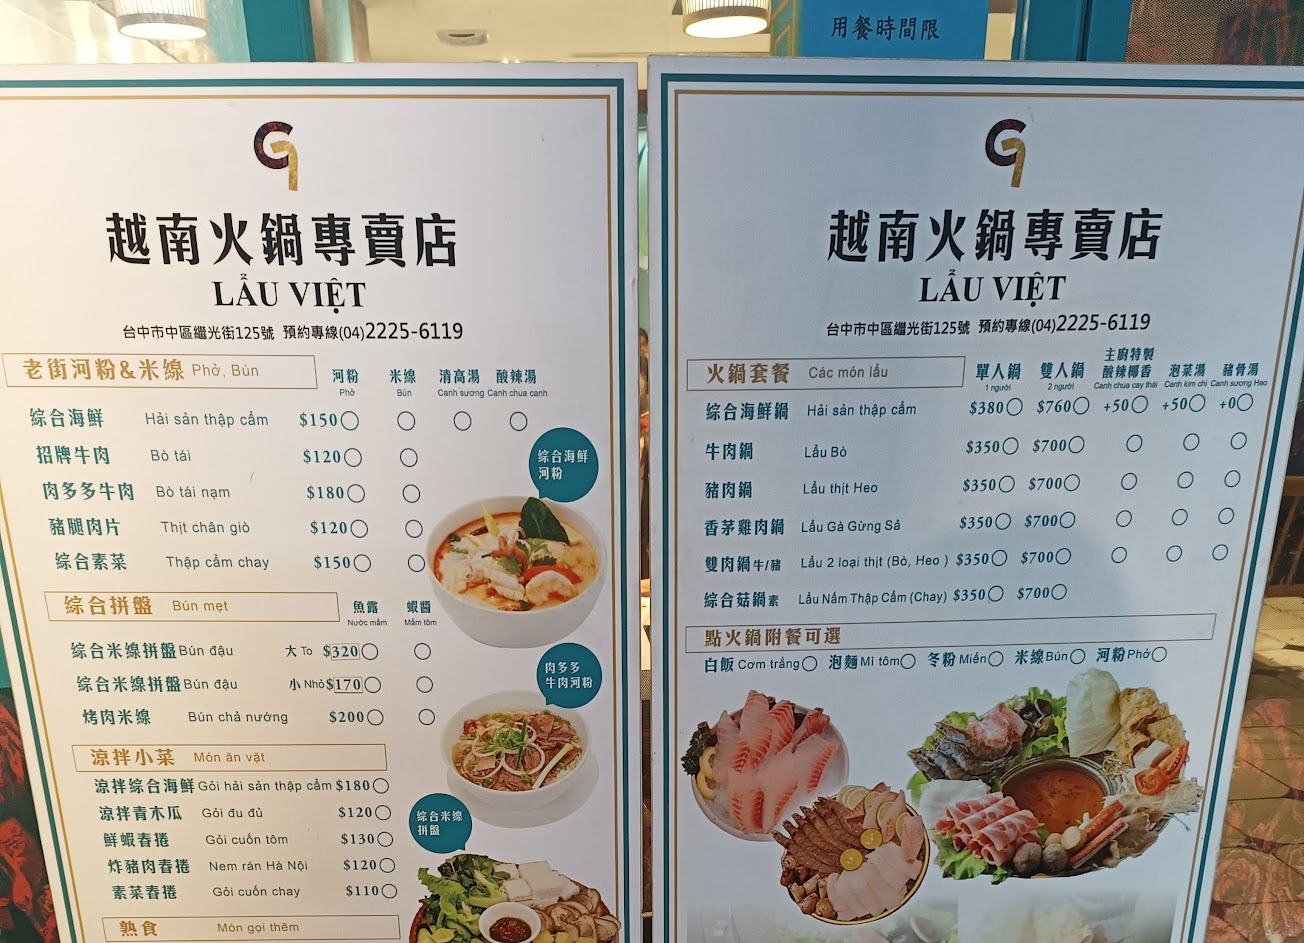 用餐時間限
越南火鍋專賣店
LẨU VIỆT
台中市中區繼光街125號 預約專線(04)2225-6119
老街河粉&米線 Phở, Bún 河粉 米線 清高湯 酸辣湯
Phở Bún Canh sương Canh chua canh
綜合海鮮 Hải sản thập cẩm $150
招牌牛肉 Bò tái $120
肉多多牛肉 Bò tái nạm $180
豬腿肉片 Thịt chân giò $120
綜合素菜 Thập cẩm chay $150
綜合海鮮
河粉
綜合拼盤 Bún mẹt 魚露 蝦醬
Nước mắm Mắm tôm
綜合米線拼盤 Bún đậu 大 To $320
綜合米線拼盤 Bún đậu 小 Nhỏ $170
烤肉米線 Bún chả nướng $200
肉多多
牛肉河粉
涼拌小菜 Món ăn vặt
涼拌綜合海鮮 Gỏi hải sản thập cẩm $180
涼拌青木瓜 Gỏi đu đủ $120
鮮蝦春捲 Gỏi cuốn tôm $130
炸豬肉春捲 Nem rán Hà Nội $120
素菜春捲 Gỏi cuốn chay $110
綜合米線
拼盤
熟食 Món gọi thêm
越南火鍋專賣店
LẨU VIỆT
台中市中區繼光街125號 預約專線(04)2225-6119
火鍋套餐 Các món lẩu 單人鍋 雙人鍋 主廚特製 酸辣椰香 泡菜湯 豬骨湯
1 người 2 người Canh chua cay thái Canh kim chi Canh sương Heo
綜合海鮮鍋 Hải sản thập cẩm $380 $760 +50 +50 +0
牛肉鍋 Lẩu Bò $350 $700
豬肉鍋 Lẩu thịt Heo $350 $700
香茅雞肉鍋 Lẩu Gà Gừng Sả $350 $700
雙肉鍋牛/豬 Lẩu 2 loại thịt (Bò, Heo ) $350 $700
綜合菇鍋素 Lẩu Nấm Thập Cẩm (Chay) $350 $700
點火鍋附餐可選
白飯 Cơm trắng 泡麵 Mì tôm 冬粉 Miến 米線 Bún 河粉 Phở